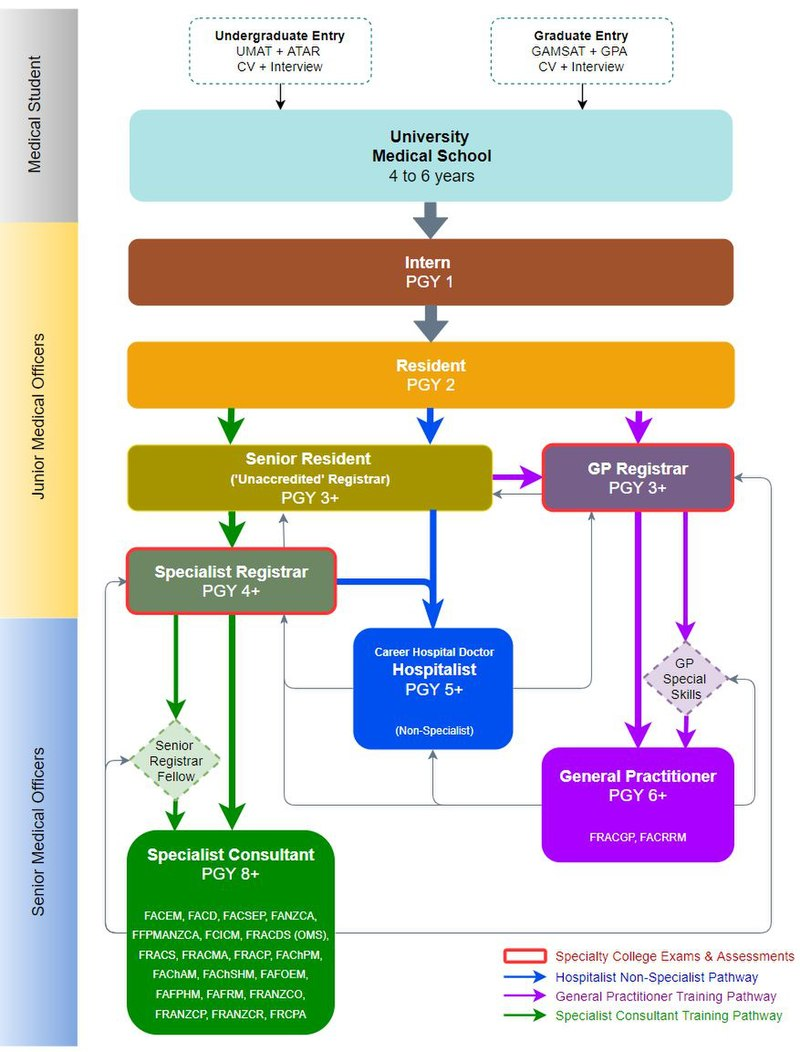 Undergraduate Entry
UMAT + ATAR
CV + Interview
Graduate Entry
GAMSAT + GPA
CV + Interview
Medical Student
University
Medical School
4 to 6 years
Intern
PGY 1
Resident
PGY 2
Junior Medical Officers
Senior Resident
('Unaccredited' Registrar)
PGY 3+
GP Registrar
PGY 3+
Specialist Registrar
PGY 4+
Career Hospital Doctor
Hospitalist
PGY 5+
(Non-Specialist)
GP
Special
Skills
Senior Medical Officers
Senior
Registrar
Fellow
General Practitioner
PGY 6+
FRACGP, FACRRM
Specialist Consultant
PGY 8+
FACEM, FACD, FACSEP, FANZCA,
FFPMANZCA, FCICM, FRACDS (OMS),
FRACS, FRACMA, FRACP, FAChPM,
FAChAM, FAChSHM, FAFOEM,
FAFPHM, FAFRM, FRANZCO,
FRANZCP, FRANZCR, FRCPA
Specialty College Exams & Assessments
Hospitalist Non-Specialist Pathway
General Practitioner Training Pathway
Specialist Consultant Training Pathway